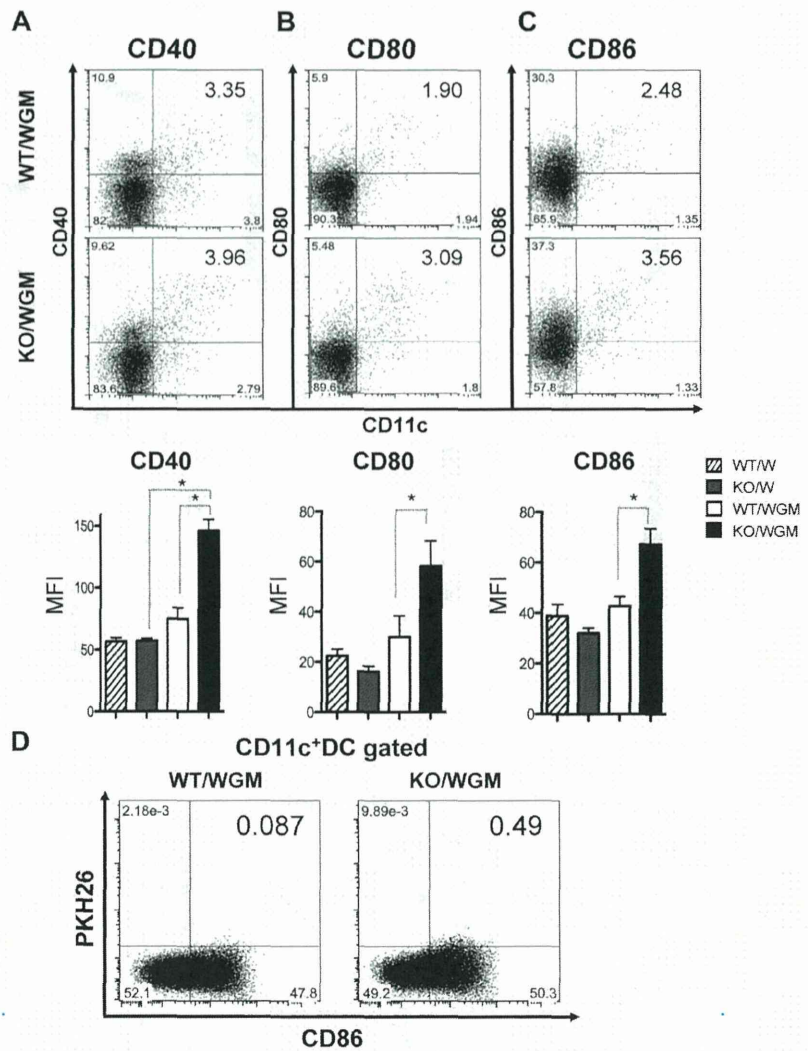 A
B
C
CD40
CD80
CD86
WT/WGM
10.9
3.35
82
3.8
CD40
5.9
1.90
90.3
1.94
CD80
30.3
2.48
65.9
1.35
CD86
KO/WGM
9.62
3.96
83.6
2.79
5.48
3.09
89.6
1.8
37.3
3.56
57.8
1.33
CD11c
CD40
CD80
CD86
MFI
150
100
50
0
*
*
MFI
80
60
40
20
0
*
MFI
80
60
40
20
0
*
WT/W
KO/W
WT/WGM
KO/WGM
D
CD11c⁺DC gated
WT/WGM
KO/WGM
PKH26
2.18e-3
0.087
52.1
47.8
9.89e-3
0.49
49.2
50.3
CD86